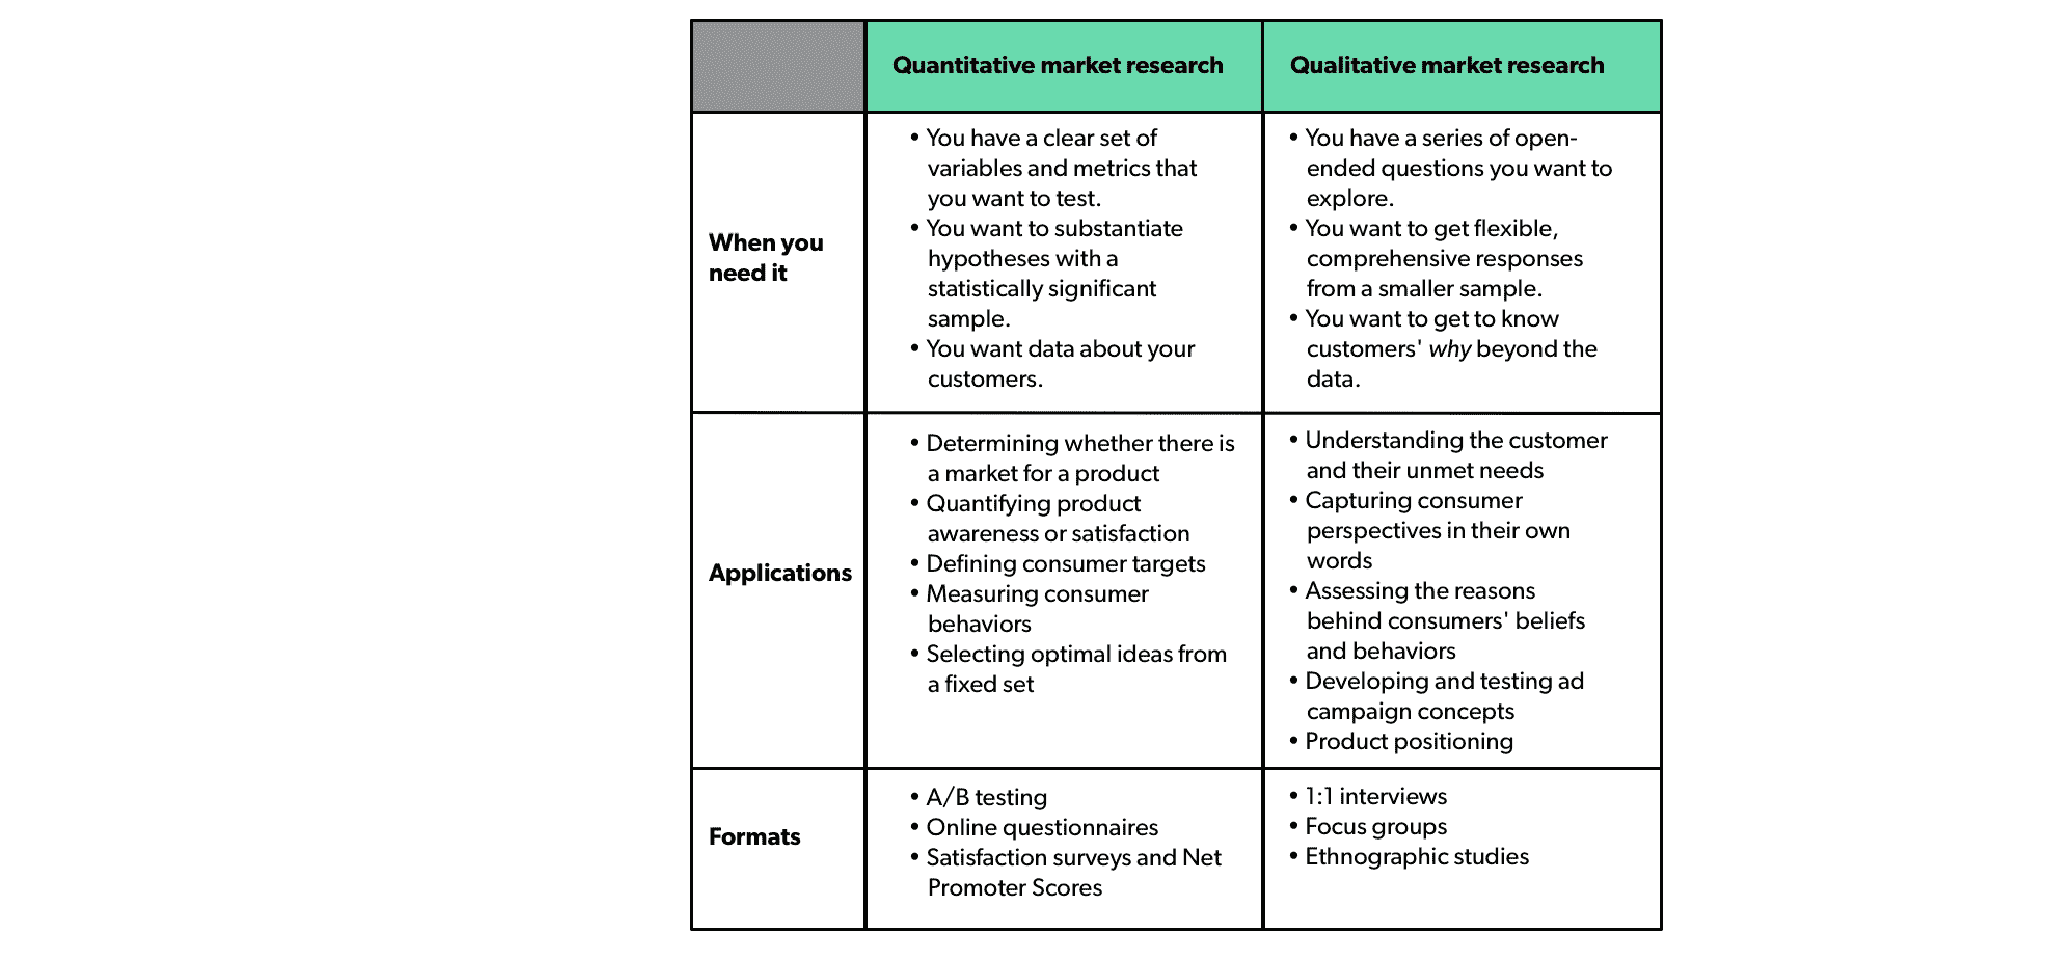 Quantitative market research
Qualitative market research
When you
need it
• You have a clear set of
variables and metrics that
you want to test.
• You want to substantiate
hypotheses with a
statistically significant
sample.
• You want data about your
customers.
• You have a series of open-
ended questions you want to
explore.
• You want to get flexible,
comprehensive responses
from a smaller sample.
• You want to get to know
customers' why beyond the
data.
Applications
• Determining whether there is
a market for a product
• Quantifying product
awareness or satisfaction
• Defining consumer targets
• Measuring consumer
behaviors
• Selecting optimal ideas from
a fixed set
• Understanding the customer
and their unmet needs
• Capturing consumer
perspectives in their own
words
• Assessing the reasons
behind consumers' beliefs
and behaviors
• Developing and testing ad
campaign concepts
• Product positioning
Formats
• A/B testing
• Online questionnaires
• Satisfaction surveys and Net
Promoter Scores
• 1:1 interviews
• Focus groups
• Ethnographic studies